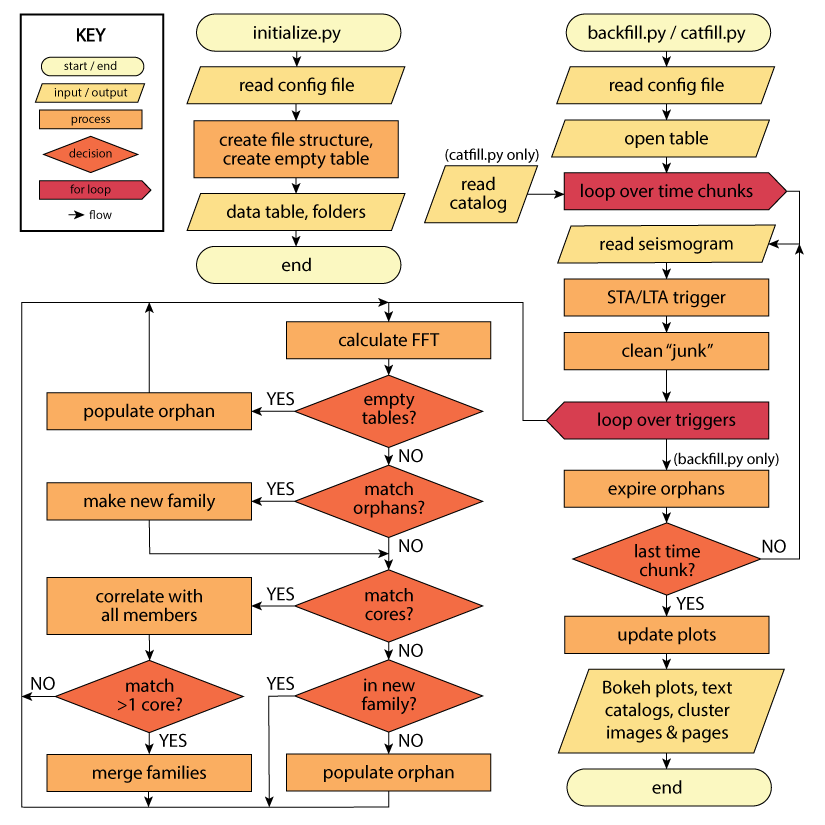 KEY
start / end
input / output
process
decision
for loop
flow
initialize.py
read config file
create file structure,
create empty table
data table, folders
end
backfill.py / catfill.py
read config file
open table
(catfill.py only)
read
catalog
loop over time chunks
read seismogram
STA/LTA trigger
clean “junk”
loop over triggers
(backfill.py only)
expire orphans
last time
chunk?
NO
YES
update plots
Bokeh plots, text
catalogs, cluster
images & pages
end
calculate FFT
empty
tables?
YES
populate orphan
NO
match
orphans?
YES
make new family
NO
match
cores?
YES
correlate with
all members
NO
match
>1 core?
NO
YES
merge families
in new
family?
YES
NO
populate orphan